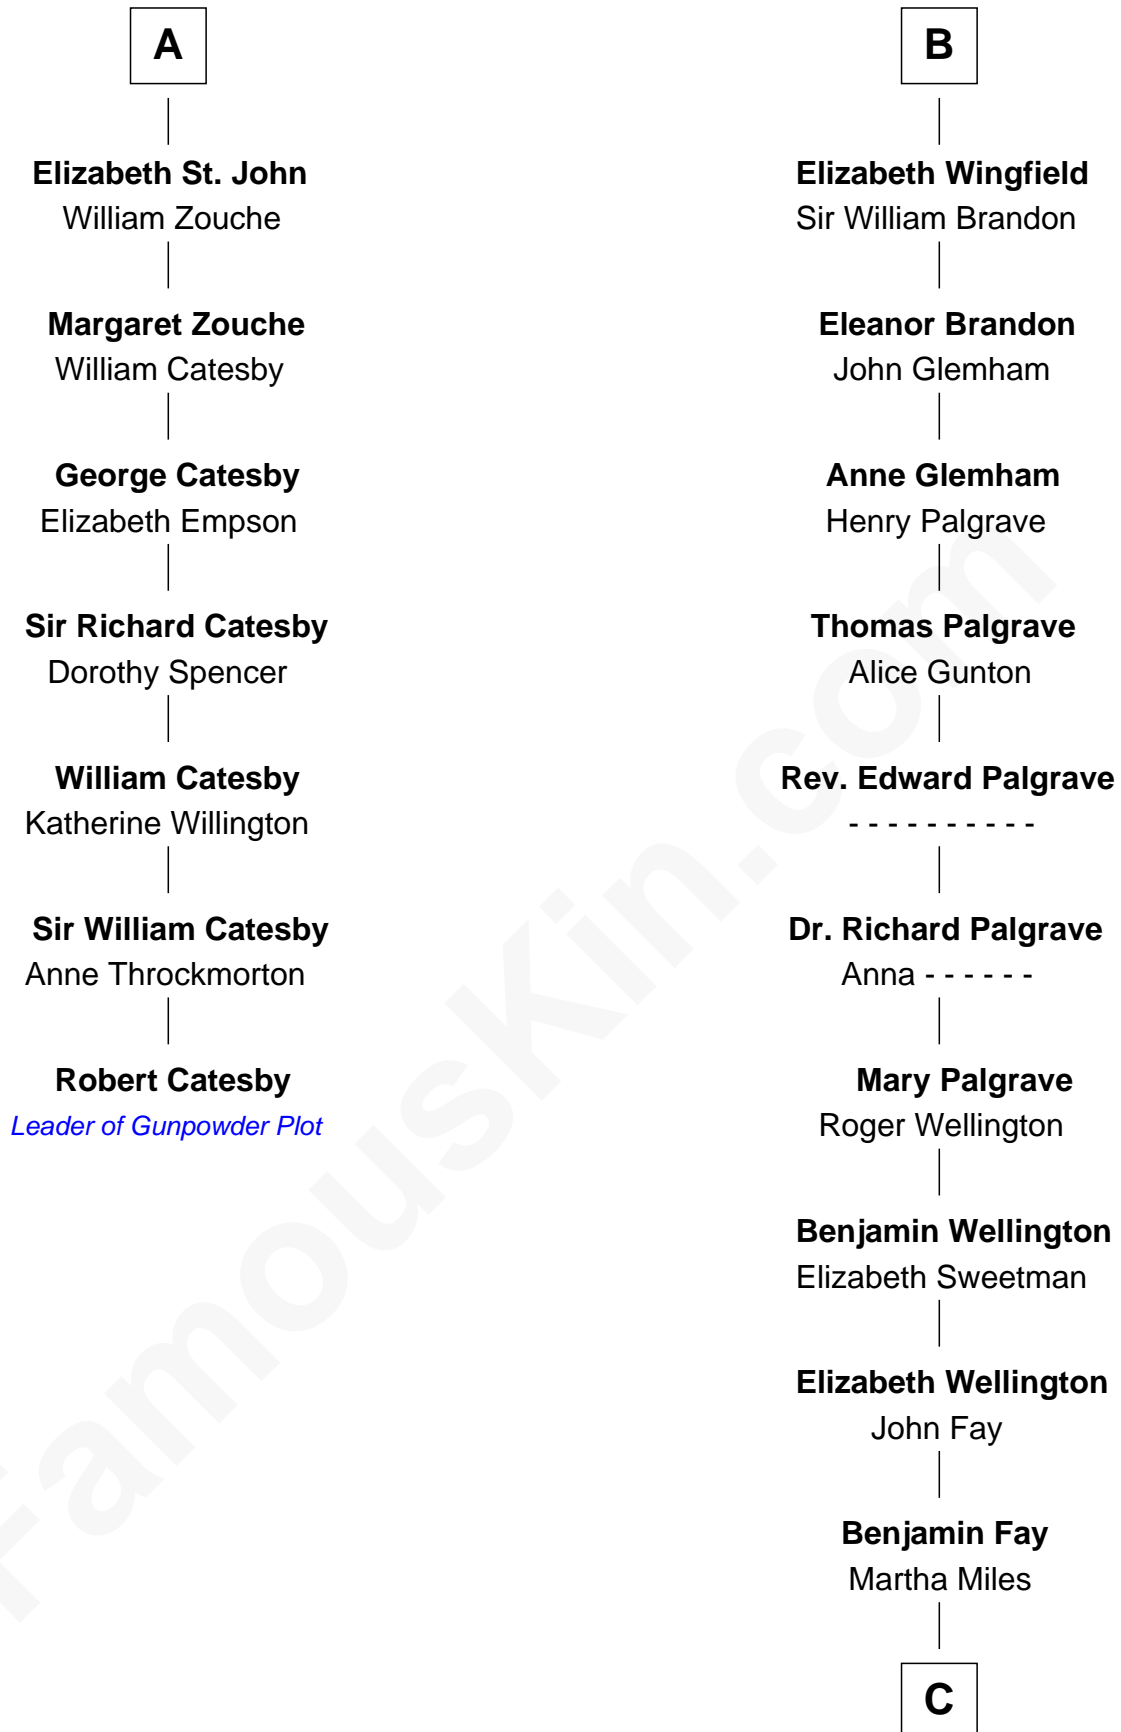 A
Elizabeth St. John
William Zouche
Margaret Zouche
William Catesby
George Catesby
Elizabeth Empson
Sir Richard Catesby
Dorothy Spencer
William Catesby
Katherine Willington
Sir William Catesby
Anne Throckmorton
Robert Catesby
Leader of Gunpowder Plot
B
Elizabeth Wingfield
Sir William Brandon
Eleanor Brandon
John Glemham
Anne Glemham
Henry Palgrave
Thomas Palgrave
Alice Gunton
Rev. Edward Palgrave
- - - - - - - - - -
Dr. Richard Palgrave
Anna - - - - - -
Mary Palgrave
Roger Wellington
Benjamin Wellington
Elizabeth Sweetman
Elizabeth Wellington
John Fay
Benjamin Fay
Martha Miles
C
FamousKin.com